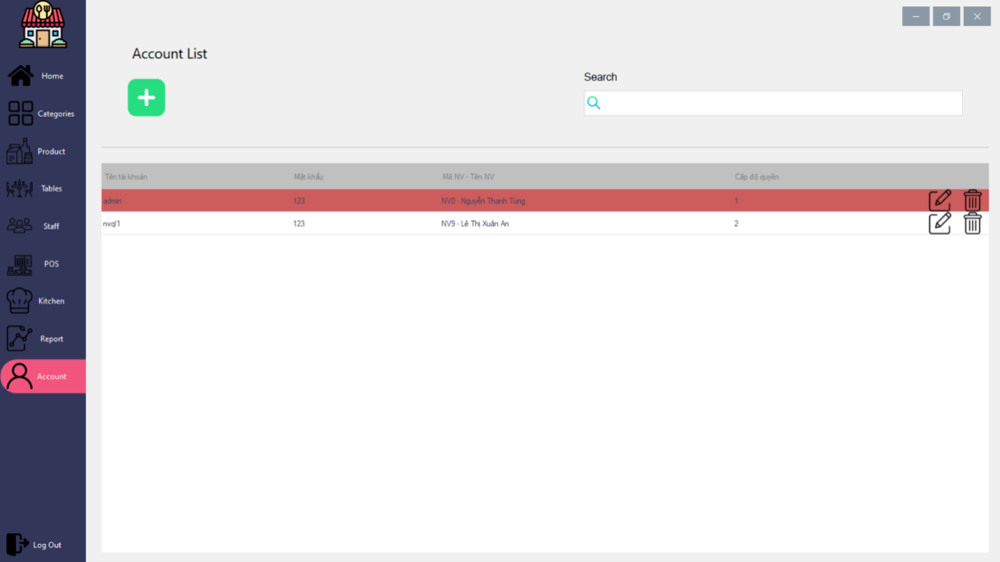 Home
Categories
Product
Tables
Staff
POS
Kitchen
Report
Account
Log Out
Account List
Search
Tên tài khoản Mật khẩu Mã NV - Tên NV Cấp độ quyền
admin 123 NV0 - Nguyễn Thanh Tùng 1
nvql1 123 NV9 - Lê Thị Xuân An 2